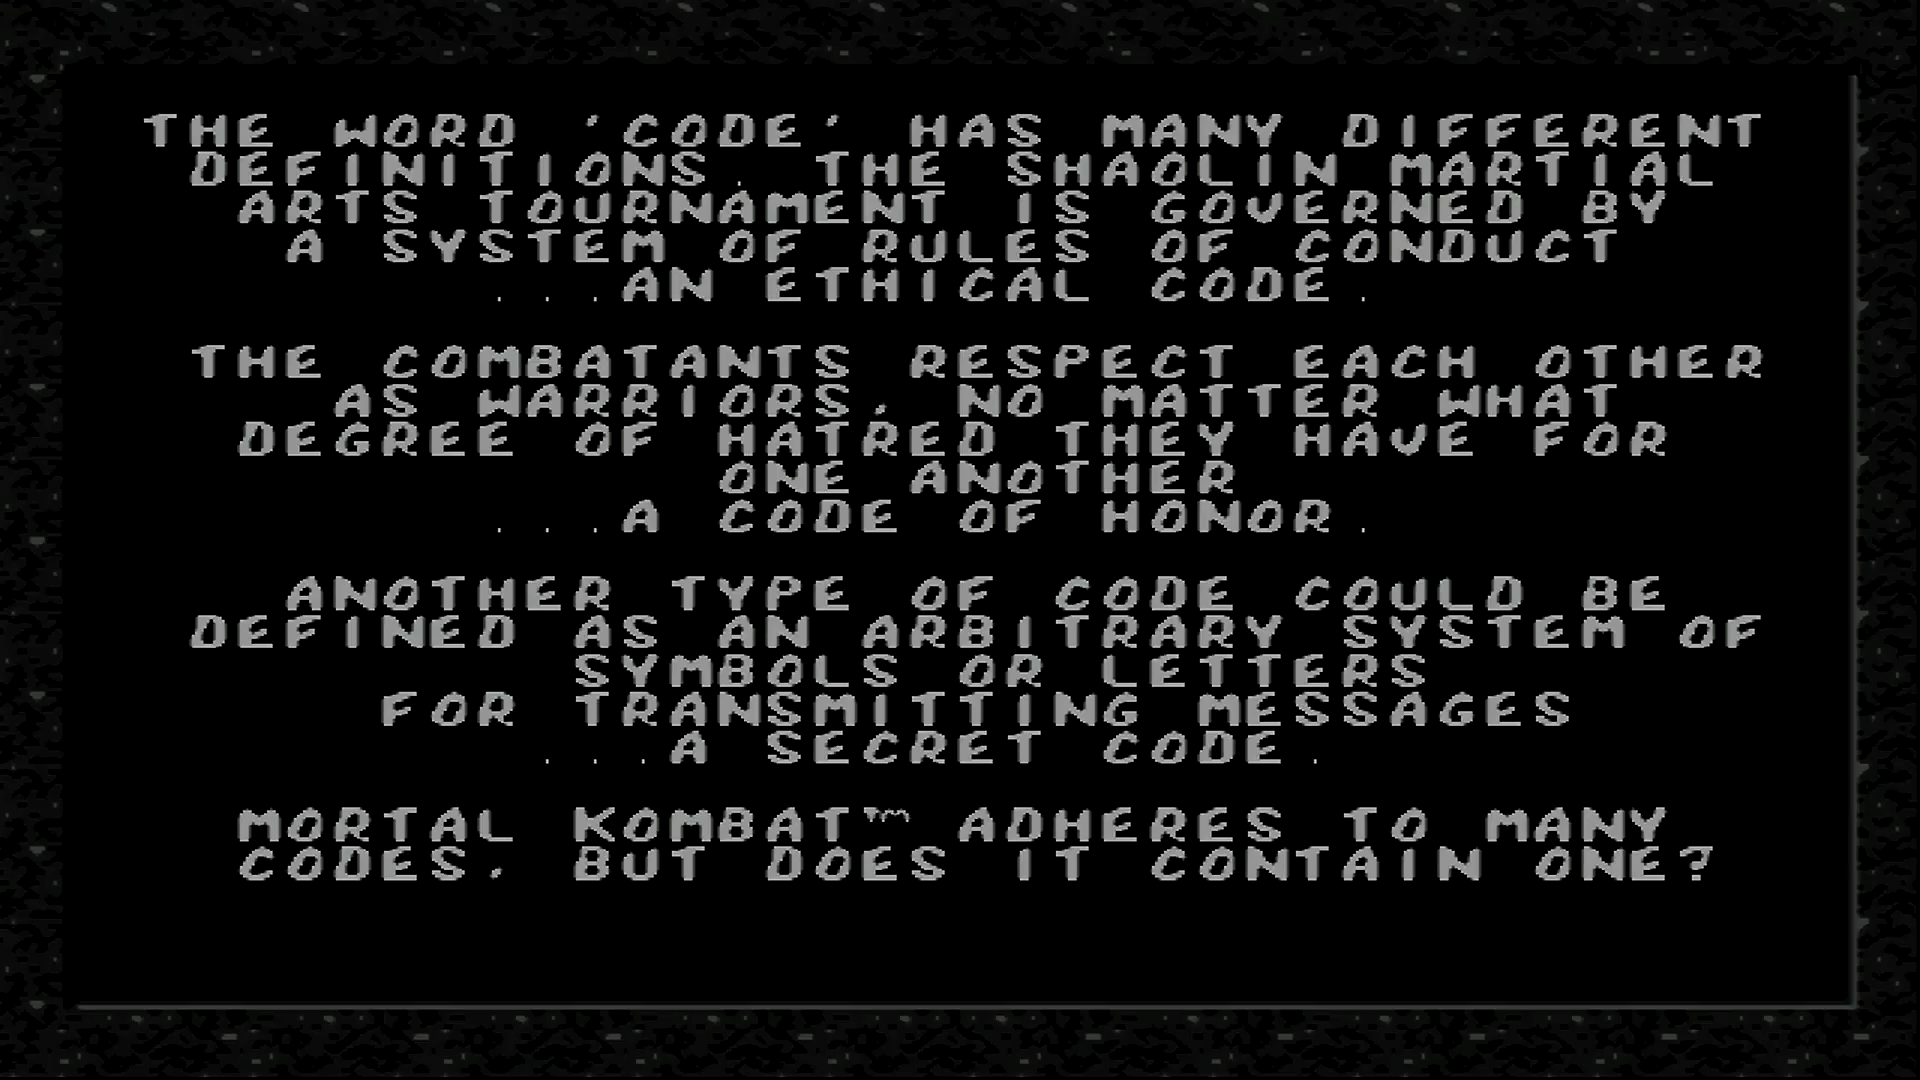 THE WORD 'CODE' HAS MANY DIFFERENT
DEFINITIONS. THE SHAOLIN MARTIAL
ARTS TOURNAMENT IS GOVERNED BY
A SYSTEM OF RULES OF CONDUCT
...AN ETHICAL CODE.
THE COMBATANTS RESPECT EACH OTHER
AS WARRIORS, NO MATTER WHAT
DEGREE OF HATRED THEY HAVE FOR
ONE ANOTHER
...A CODE OF HONOR.
ANOTHER TYPE OF CODE COULD BE
DEFINED AS AN ARBITRARY SYSTEM OF
SYMBOLS OR LETTERS
FOR TRANSMITTING MESSAGES
...A SECRET CODE.
MORTAL KOMBAT™ ADHERES TO MANY
CODES, BUT DOES IT CONTAIN ONE?